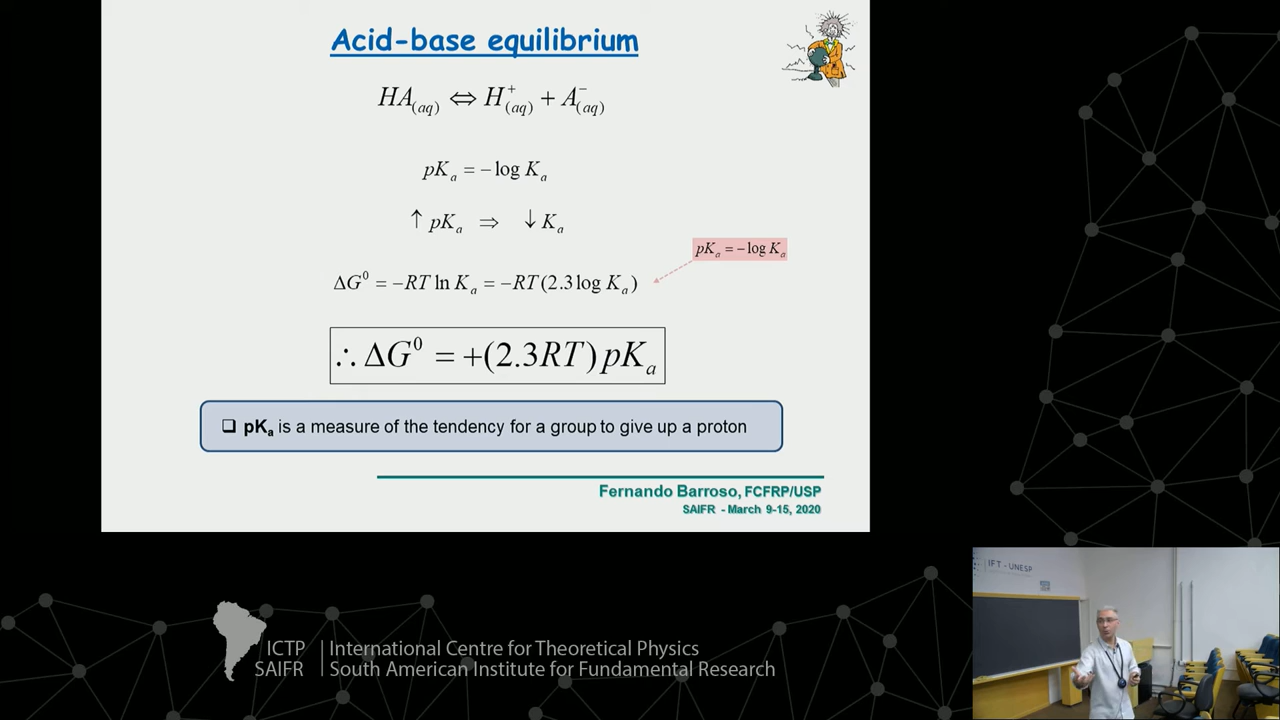 Acid-base equilibrium
HA(aq) ⇔ H⁺(aq) + A⁻(aq)
pKₐ = −log Kₐ
↑ pKₐ ⇒ ↓ Kₐ
pKₐ = −log Kₐ
ΔG⁰ = −RT ln Kₐ = −RT(2.3 log Kₐ)
∴ ΔG⁰ = +(2.3RT) pKₐ
❑ pKₐ is a measure of the tendency for a group to give up a proton
Fernando Barroso, FCFRP/USP
SAIFR - March 9-15, 2020
IFT - UNESP
ICTP | International Centre for Theoretical Physics
SAIFR | South American Institute for Fundamental Research